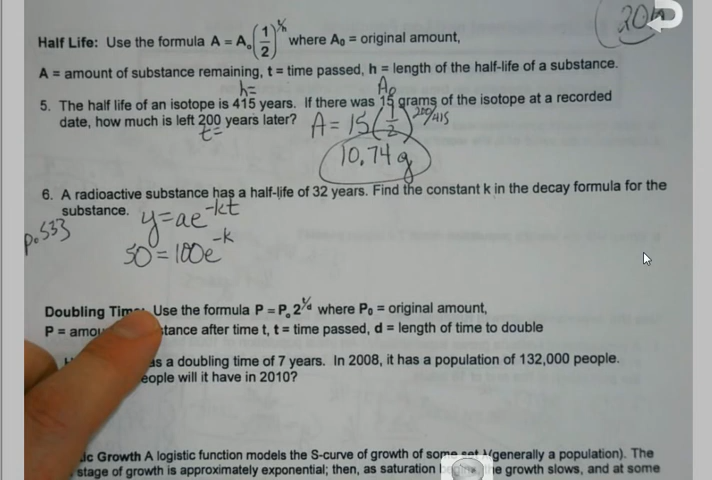 Half Life: Use the formula A = A₀(1/2)^t/h where A₀ = original amount,
A = amount of substance remaining, t = time passed, h = length of the half-life of a substance.
h=
A₀
5. The half life of an isotope is 415 years. If there was 15 grams of the isotope at a recorded
date, how much is left 200 years later? A = 15(1/2)^200/415
t=
10.74 g
6. A radioactive substance has a half-life of 32 years. Find the constant k in the decay formula for the
substance. y=ae^-kt
p. 533
50=100e^-k
Doubling Time: Use the formula P = P₀ 2^t/d where P₀ = original amount,
P = amou tance after time t, t = time passed, d = length of time to double
as a doubling time of 7 years. In 2008, it has a population of 132,000 people.
eople will it have in 2010?
ic Growth A logistic function models the S-curve of growth of some set (generally a population). The
stage of growth is approximately exponential; then, as saturation the growth slows, and at some